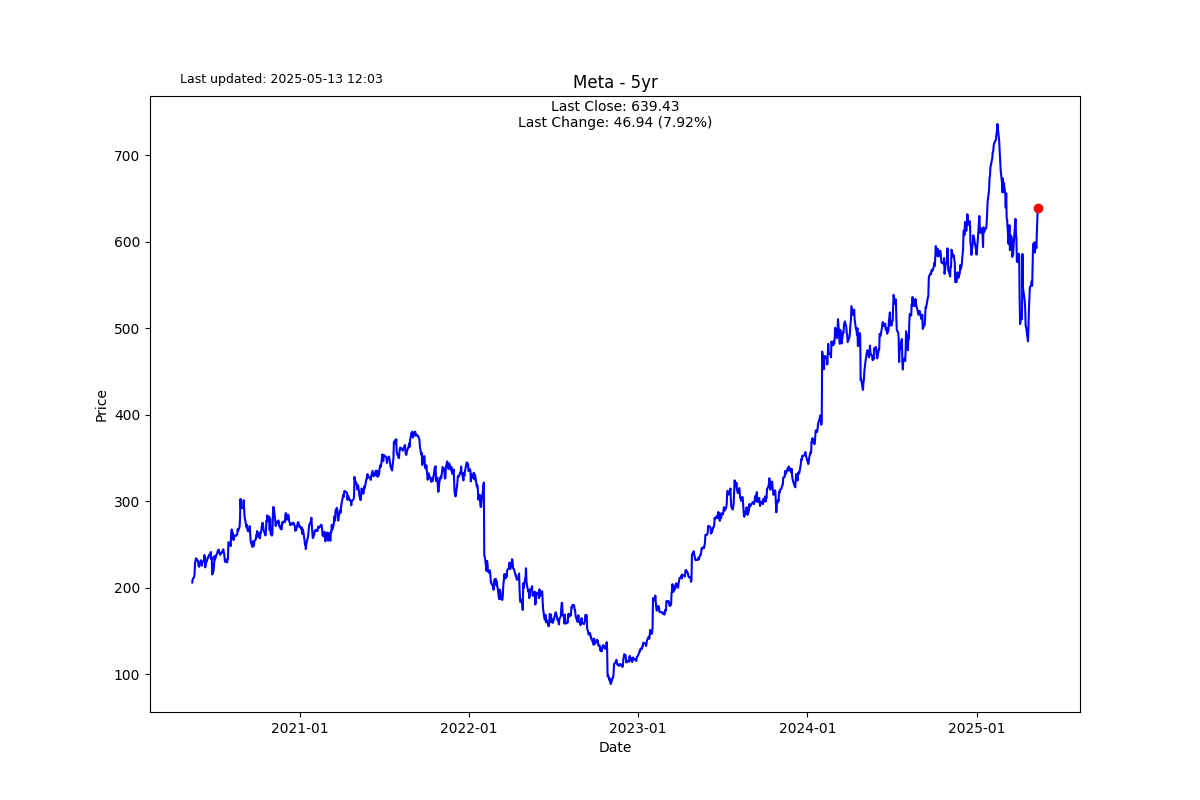 Last updated: 2025-05-13 12:03
Meta - 5yr
Last Close: 639.43
Last Change: 46.94 (7.92%)
700
600
500
400
300
200
100
Price
2021-01
2022-01
2023-01
2024-01
2025-01
Date